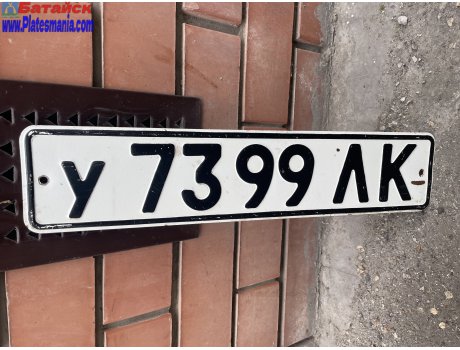 Батайск
www.Platesmania.com
у 7399 ЛК